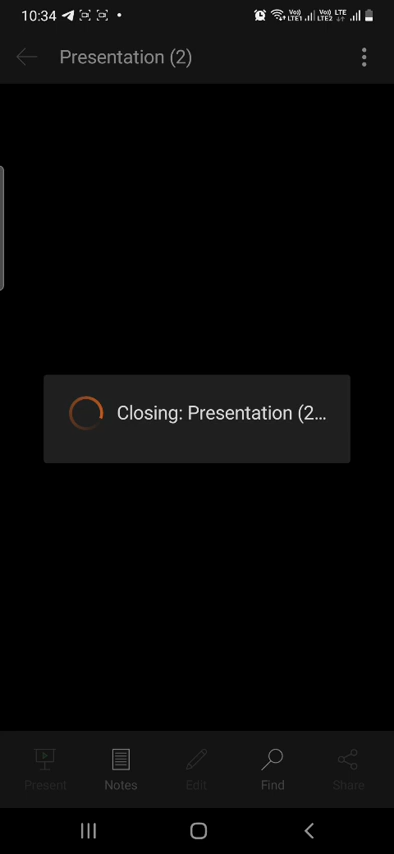 10:34 Vo)) LTE1 Vo)) LTE2 LTE
Presentation (2)
Closing: Presentation (2...
Present Notes Edit Find Share